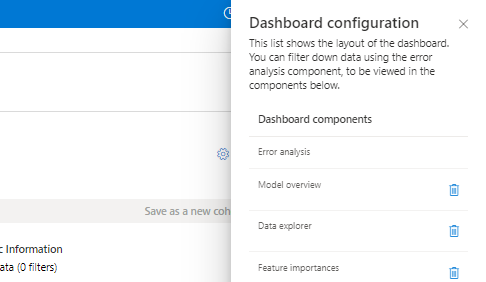 Dashboard configuration
This list shows the layout of the dashboard.
You can filter down data using the error
analysis component, to be viewed in the
components below.
Dashboard components
Error analysis
Model overview
Data explorer
Feature importances
Save as a new coh
c Information
ata (0 filters)